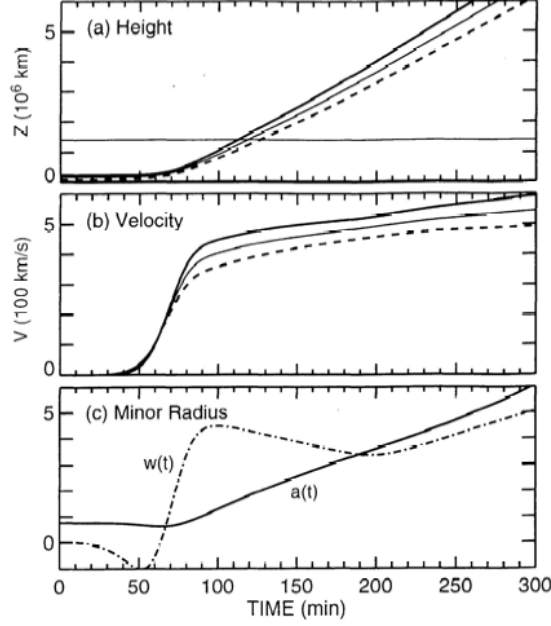 (a) Height
5
0
Z (10⁶ km)
(b) Velocity
5
0
V (100 km/s)
(c) Minor Radius
5
0
w(t)
a(t)
0 50 100 150 200 250 300
TIME (min)